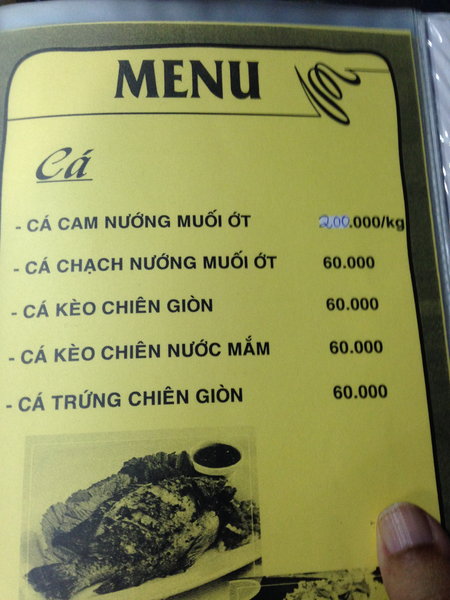 MENU
Cá
- CÁ CAM NƯỚNG MUỐI ỚT 200.000/kg
- CÁ CHẠCH NƯỚNG MUỐI ỚT 60.000
- CÁ KÈO CHIÊN GIÒN 60.000
- CÁ KÈO CHIÊN NƯỚC MẮM 60.000
- CÁ TRỨNG CHIÊN GIÒN 60.000